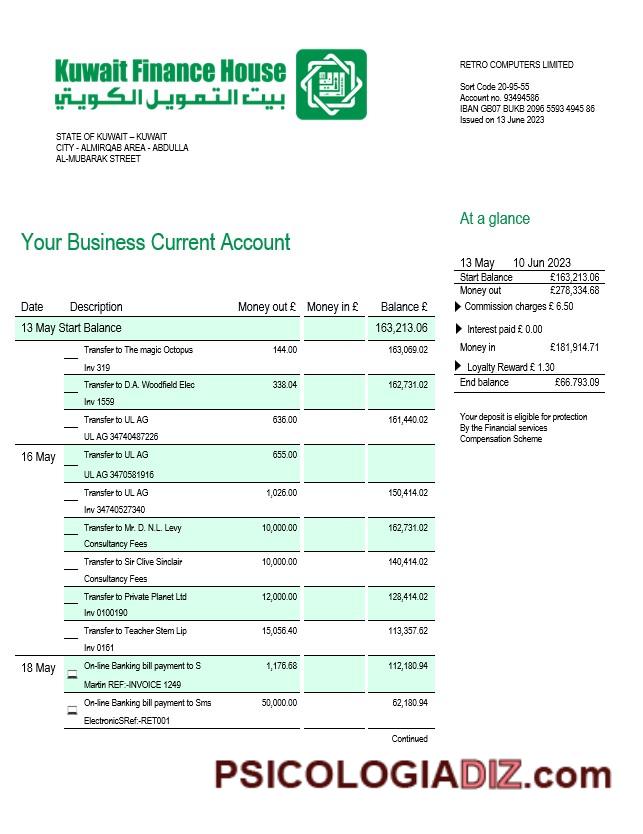 Kuwait Finance House
بيت التمويل الكويتي
STATE OF KUWAIT – KUWAIT
CITY - ALMIRQAB AREA - ABDULLA
AL-MUBARAK STREET
RETRO COMPUTERS LIMITED
Sort Code 20-95-55
Account no. 93494586
IBAN GB07 BUKB 2096 5593 4945 86
Issued on 13 June 2023
Your Business Current Account
At a glance
13 May 10 Jun 2023
Start Balance £163,213.06
Money out £278,334.68
Commission charges £ 6.50
Interest paid £ 0.00
Money in £181,914.71
Loyalty Reward £ 1.30
End balance £66.793.09
Your deposit is eligible for protection
By the Financial services
Compensation Scheme
Date Description Money out £ Money in £ Balance £
13 May Start Balance 163,213.06
Transfer to The magic Octopus 144.00 163,069.02
Inv 319
Transfer to D.A. Woodfield Elec 338.04 162,731.02
Inv 1559
Transfer to UL AG 636.00 161,440.02
UL AG 34740487226
16 May Transfer to UL AG 655.00
UL AG 3470581916
Transfer to UL AG 1,026.00 150,414.02
Inv 34740527340
Transfer to Mr. D. N.L. Levy 10,000.00 162,731.02
Consultancy Fees
Transfer to Sir Clive Sinclair 10,000.00 140,414.02
Consultancy Fees
Transfer to Private Planet Ltd 12,000.00 128,414.02
Inv 0100190
Transfer to Teacher Stem Lip 15,056.40 113,357.62
Inv 0161
18 May On-line Banking bill payment to S 1,176.68 112,180.94
Martin REF:-INVOICE 1249
On-line Banking bill payment to Sms 50,000.00 62,180.94
ElectronicSRef:-RET001
Continued
PSICOLOGIADIZ.com